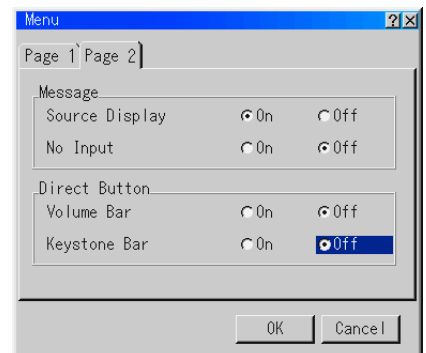 Menu ? ×
Page 1 Page 2
Message
Source Display On Off
No Input On Off
Direct Button
Volume Bar On Off
Keystone Bar On Off
OK Cancel